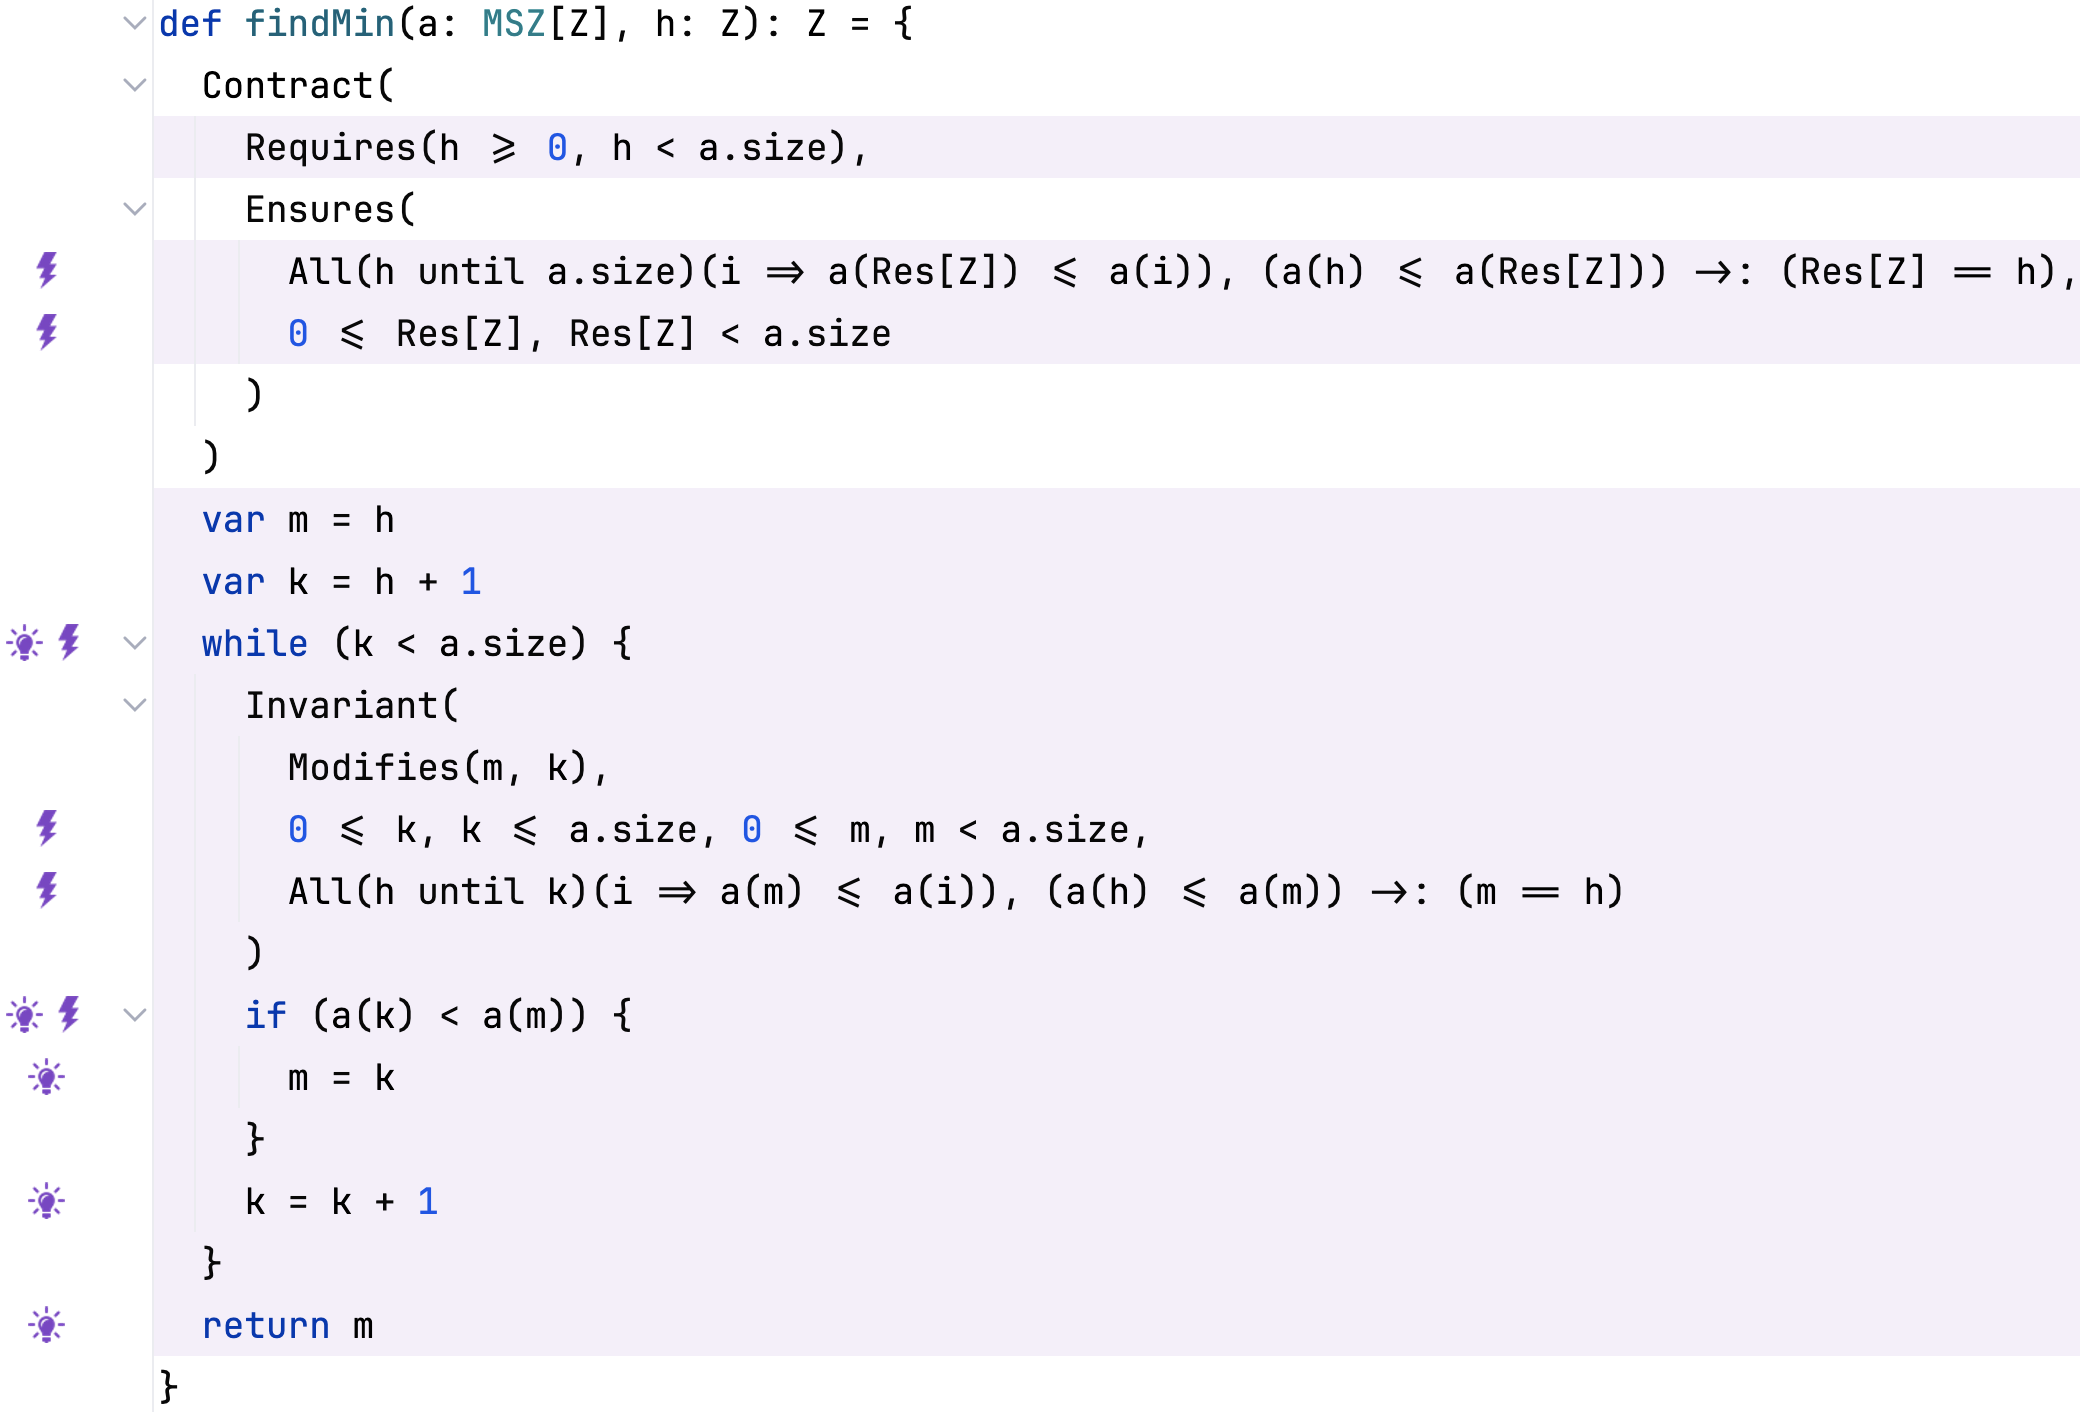 def findMin(a: MSZ[Z], h: Z): Z = {
  Contract(
    Requires(h ⩾ 0, h < a.size),
    Ensures(
      All(h until a.size)(i ⇒ a(Res[Z]) ⩽ a(i)), (a(h) ⩽ a(Res[Z])) →: (Res[Z] == h),
      0 ⩽ Res[Z], Res[Z] < a.size
    )
  )
  var m = h
  var k = h + 1
  while (k < a.size) {
    Invariant(
      Modifies(m, k),
      0 ⩽ k, k ⩽ a.size, 0 ⩽ m, m < a.size,
      All(h until k)(i ⇒ a(m) ⩽ a(i)), (a(h) ⩽ a(m)) →: (m == h)
    )
    if (a(k) < a(m)) {
      m = k
    }
    k = k + 1
  }
  return m
}